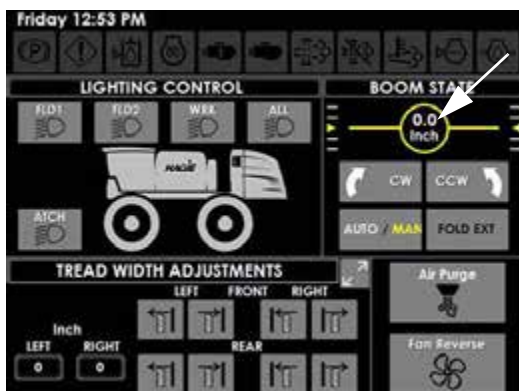 Friday 12:53 PM
LIGHTING CONTROL
FLD1 FLD2 WRK ALL
HAGIE
ATCH
BOOM STATE
0.0
Inch
CW CCW
AUTO / MAN FOLD EXT
TREAD WIDTH ADJUSTMENTS
LEFT FRONT RIGHT
Inch
LEFT RIGHT
REAR
0 0
Air Purge
Fan Reverse